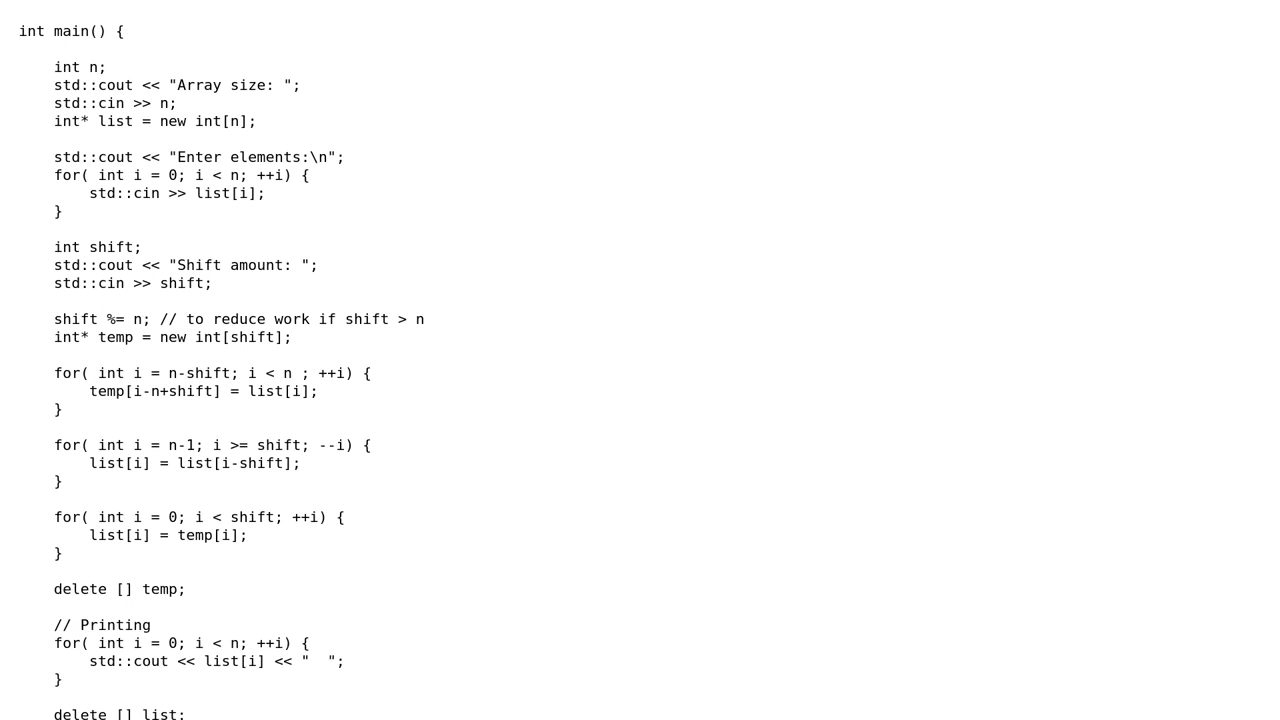 int main() {
    int n;
    std::cout << "Array size: ";
    std::cin >> n;
    int* list = new int[n];
    std::cout << "Enter elements:\n";
    for( int i = 0; i < n; ++i) {
        std::cin >> list[i];
    }
    int shift;
    std::cout << "Shift amount: ";
    std::cin >> shift;
    shift %= n; // to reduce work if shift > n
    int* temp = new int[shift];
    for( int i = n-shift; i < n ; ++i) {
        temp[i-n+shift] = list[i];
    }
    for( int i = n-1; i >= shift; --i) {
        list[i] = list[i-shift];
    }
    for( int i = 0; i < shift; ++i) {
        list[i] = temp[i];
    }
    delete [] temp;
    // Printing
    for( int i = 0; i < n; ++i) {
        std::cout << list[i] << "  ";
    }
    delete [] list;